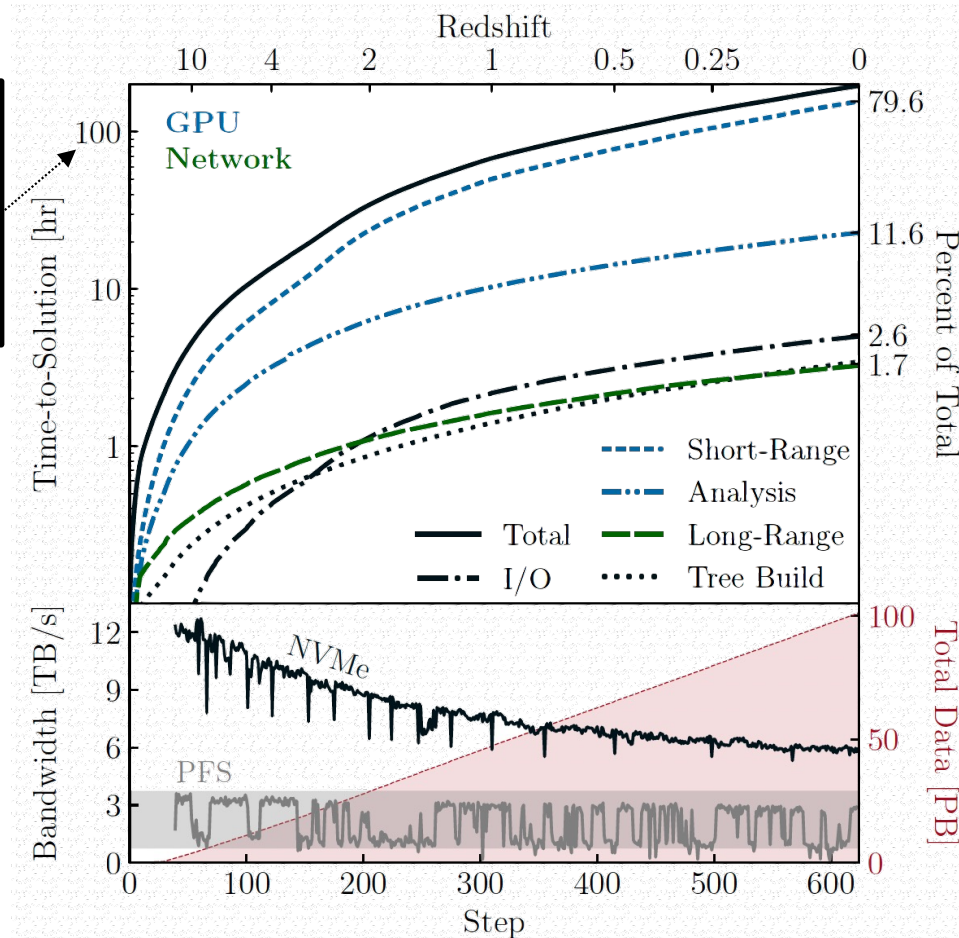 Redshift
10 4 2 1 0.5 0.25 0
GPU
Network
Time-to-Solution [hr]
100
10
1
79.6
11.6
2.6
1.7
Percent of Total
Short-Range
Analysis
Total
Long-Range
I/O
Tree Build
Bandwidth [TB/s]
12
9
6
3
0
NVMe
PFS
100
50
0
Total Data [PB]
0 100 200 300 400 500 600
Step